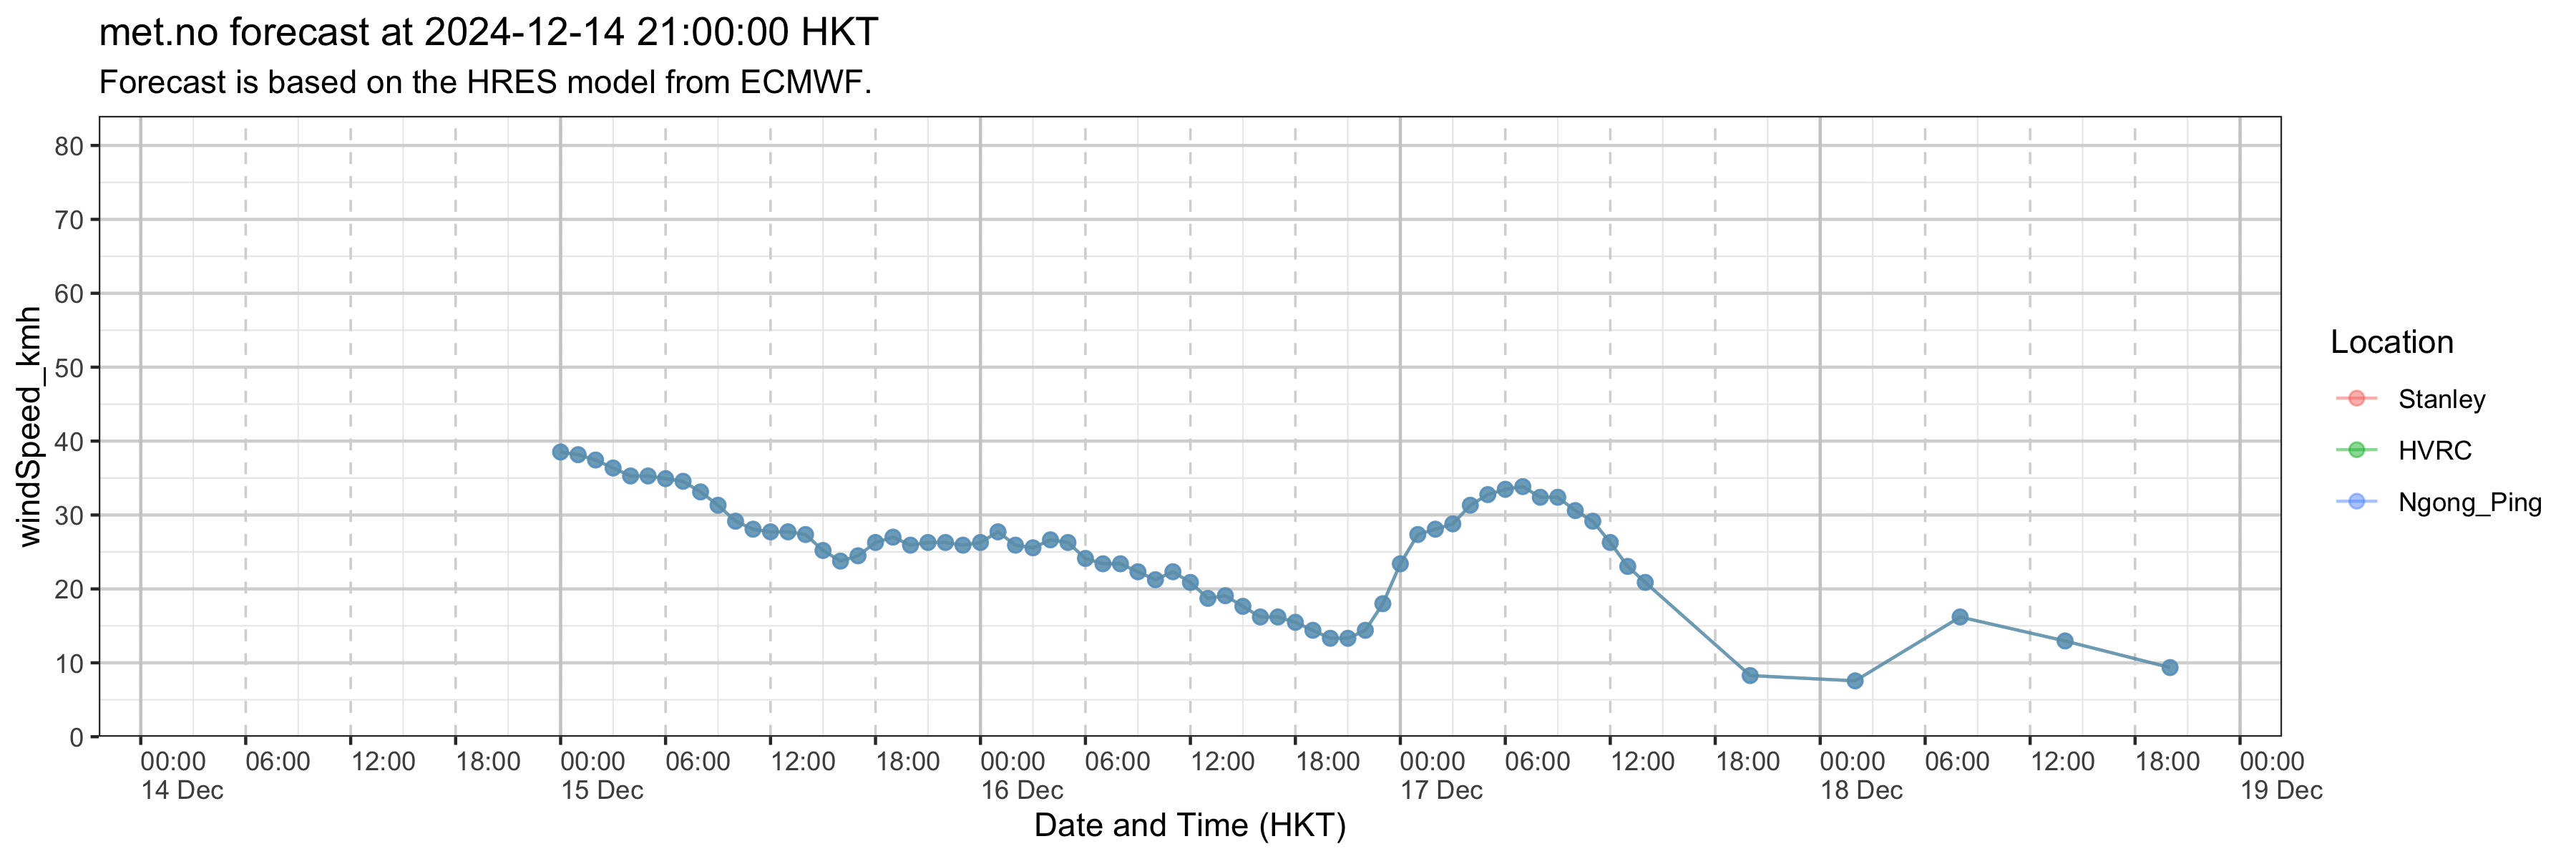 met.no forecast at 2024-12-14 21:00:00 HKT
Forecast is based on the HRES model from ECMWF.
windSpeed_kmh
80
70
60
50
40
30
20
10
0
00:00 06:00 12:00 18:00 00:00 06:00 12:00 18:00 00:00 06:00 12:00 18:00 00:00 06:00 12:00 18:00 00:00 06:00 12:00 18:00 00:00
14 Dec 15 Dec 16 Dec 17 Dec 18 Dec 19 Dec
Date and Time (HKT)
Location
Stanley
HVRC
Ngong_Ping